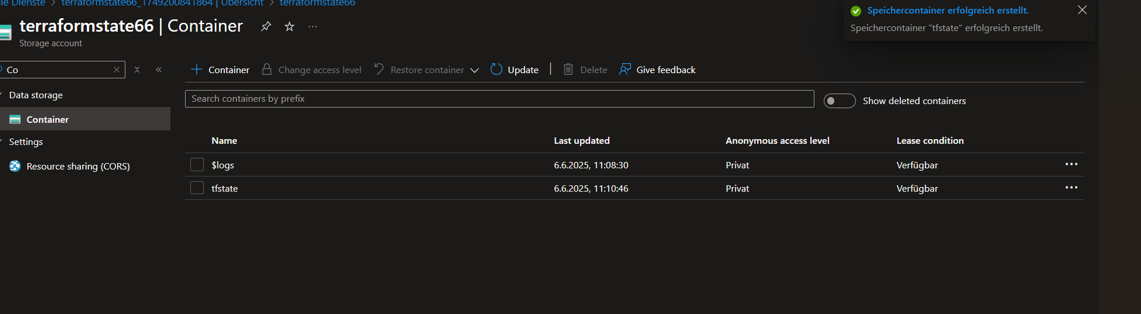 le Dienste > terraformstate66_1749200841864 | Übersicht > terraformstate66
Speichercontainer erfolgreich erstellt.
Speichercontainer "tfstate" erfolgreich erstellt.
terraformstate66 | Container
Storage account
Co
Container Change access level Restore container Update Delete Give feedback
Data storage
Search containers by prefix
Show deleted containers
Container
Settings
Name Last updated Anonymous access level Lease condition
Resource sharing (CORS)
$logs 6.6.2025, 11:08:30 Privat Verfügbar
tfstate 6.6.2025, 11:10:46 Privat Verfügbar